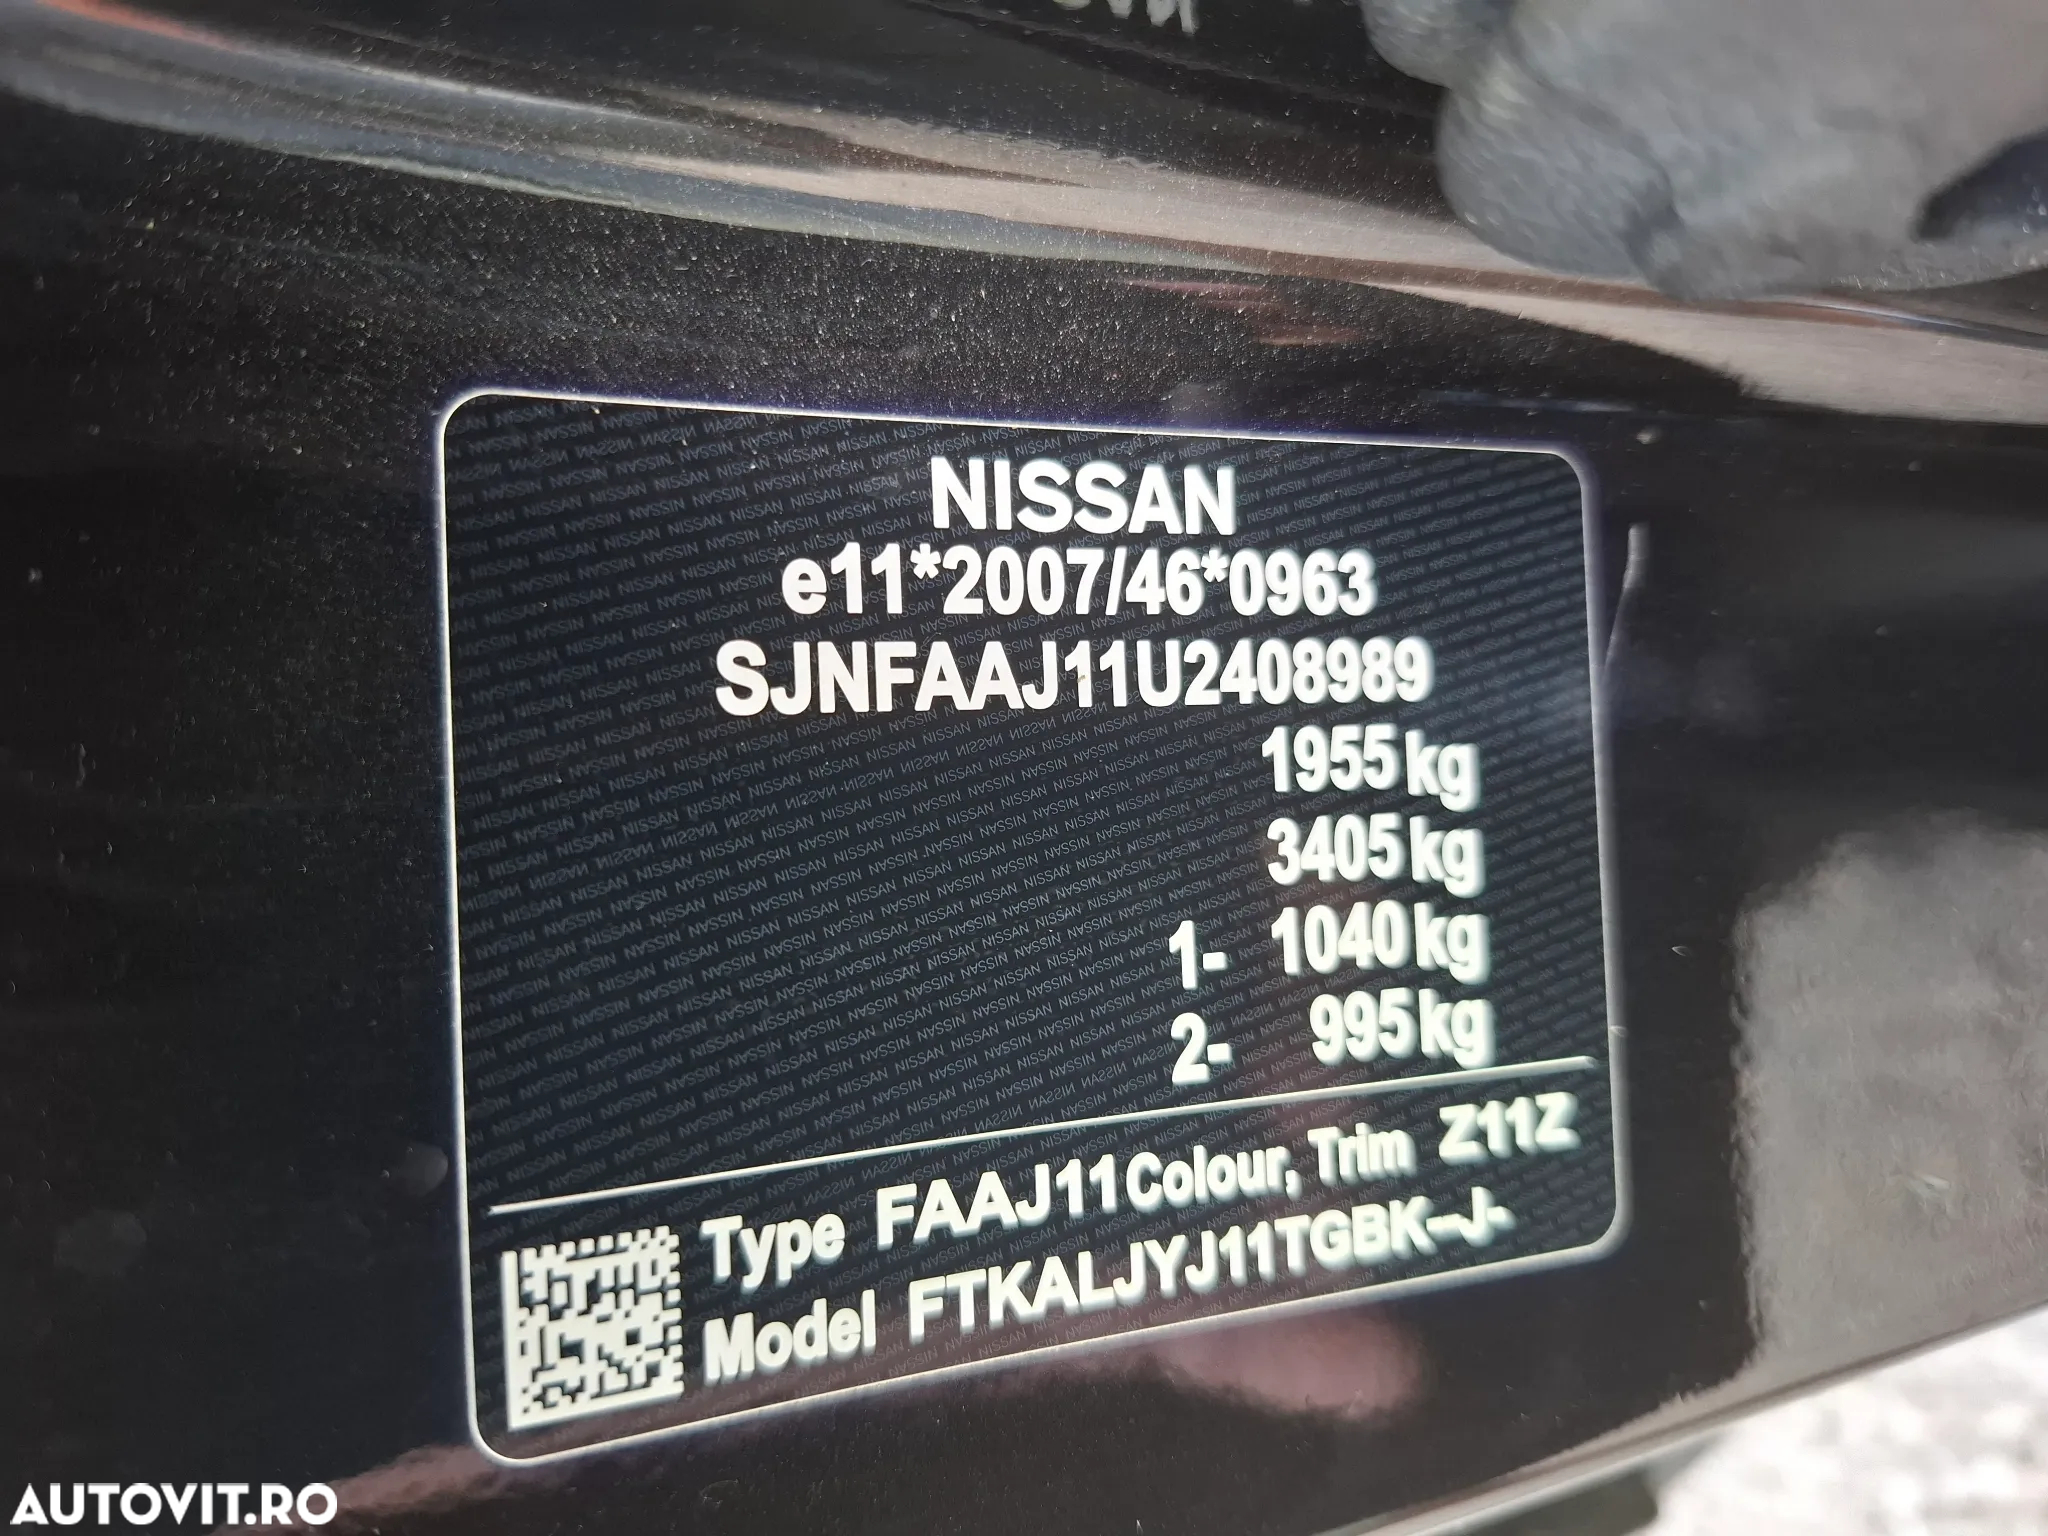 NISSAN
e11*2007/46*0963
SJNFAAJ11U2408989
1955 kg
3405 kg
1- 1040 kg
2- 995 kg
Type FAAJ11 Colour, Trim Z11Z
Model FTKALJYJ11TGBK--J-
AUTOVIT.RO